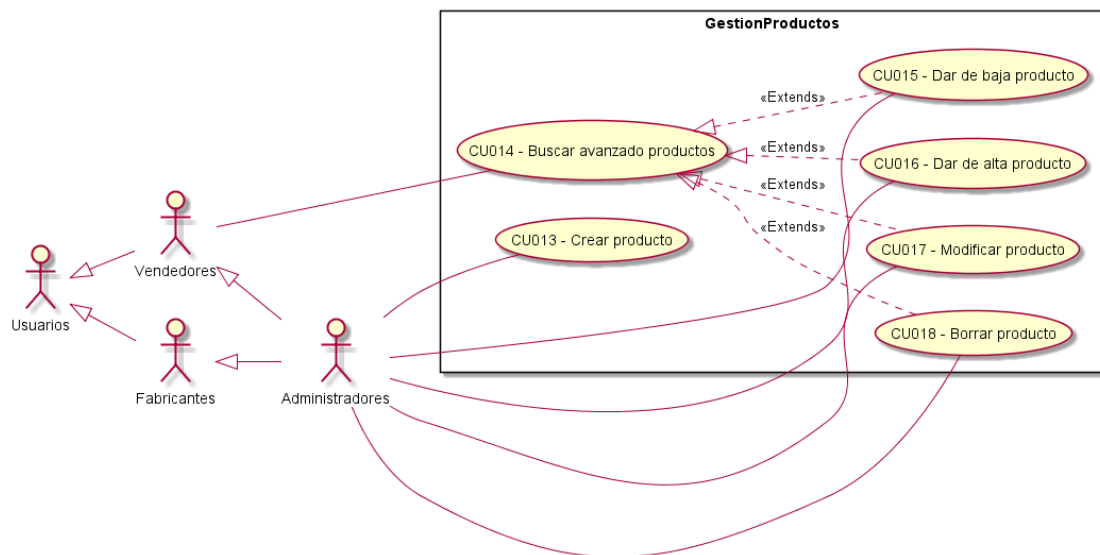 GestionProductos
CU015 - Dar de baja producto
«Extends»
CU014 - Buscar avanzado productos
«Extends»
CU016 - Dar de alta producto
«Extends»
«Extends»
CU013 - Crear producto
CU017 - Modificar producto
Vendedores
Usuarios
CU018 - Borrar producto
Fabricantes
Administradores